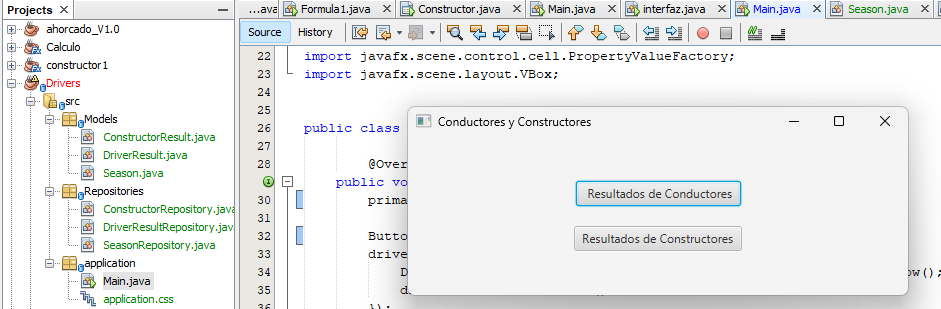 Projects
ahorcado_V1.0
Calculo
constructor1
Drivers
src
Models
ConstructorResult.java
DriverResult.java
Season.java
Repositories
ConstructorRepository.java
DriverResultRepository.java
SeasonRepository.java
application
Main.java
application.css
...ava
Formula1.java
Constructor.java
Main.java
interfaz.java
Main.java
Season.java
Source
History
22 import javafx.scene.control.cell.PropertyValueFactory;
23 import javafx.scene.layout.VBox;
24
25
26 public class
27
28 @Over
public vo
30 prima
31
32 Butto
33 drive
34 D ow();
35 d
36 });
Conductores y Constructores
Resultados de Conductores
Resultados de Constructores